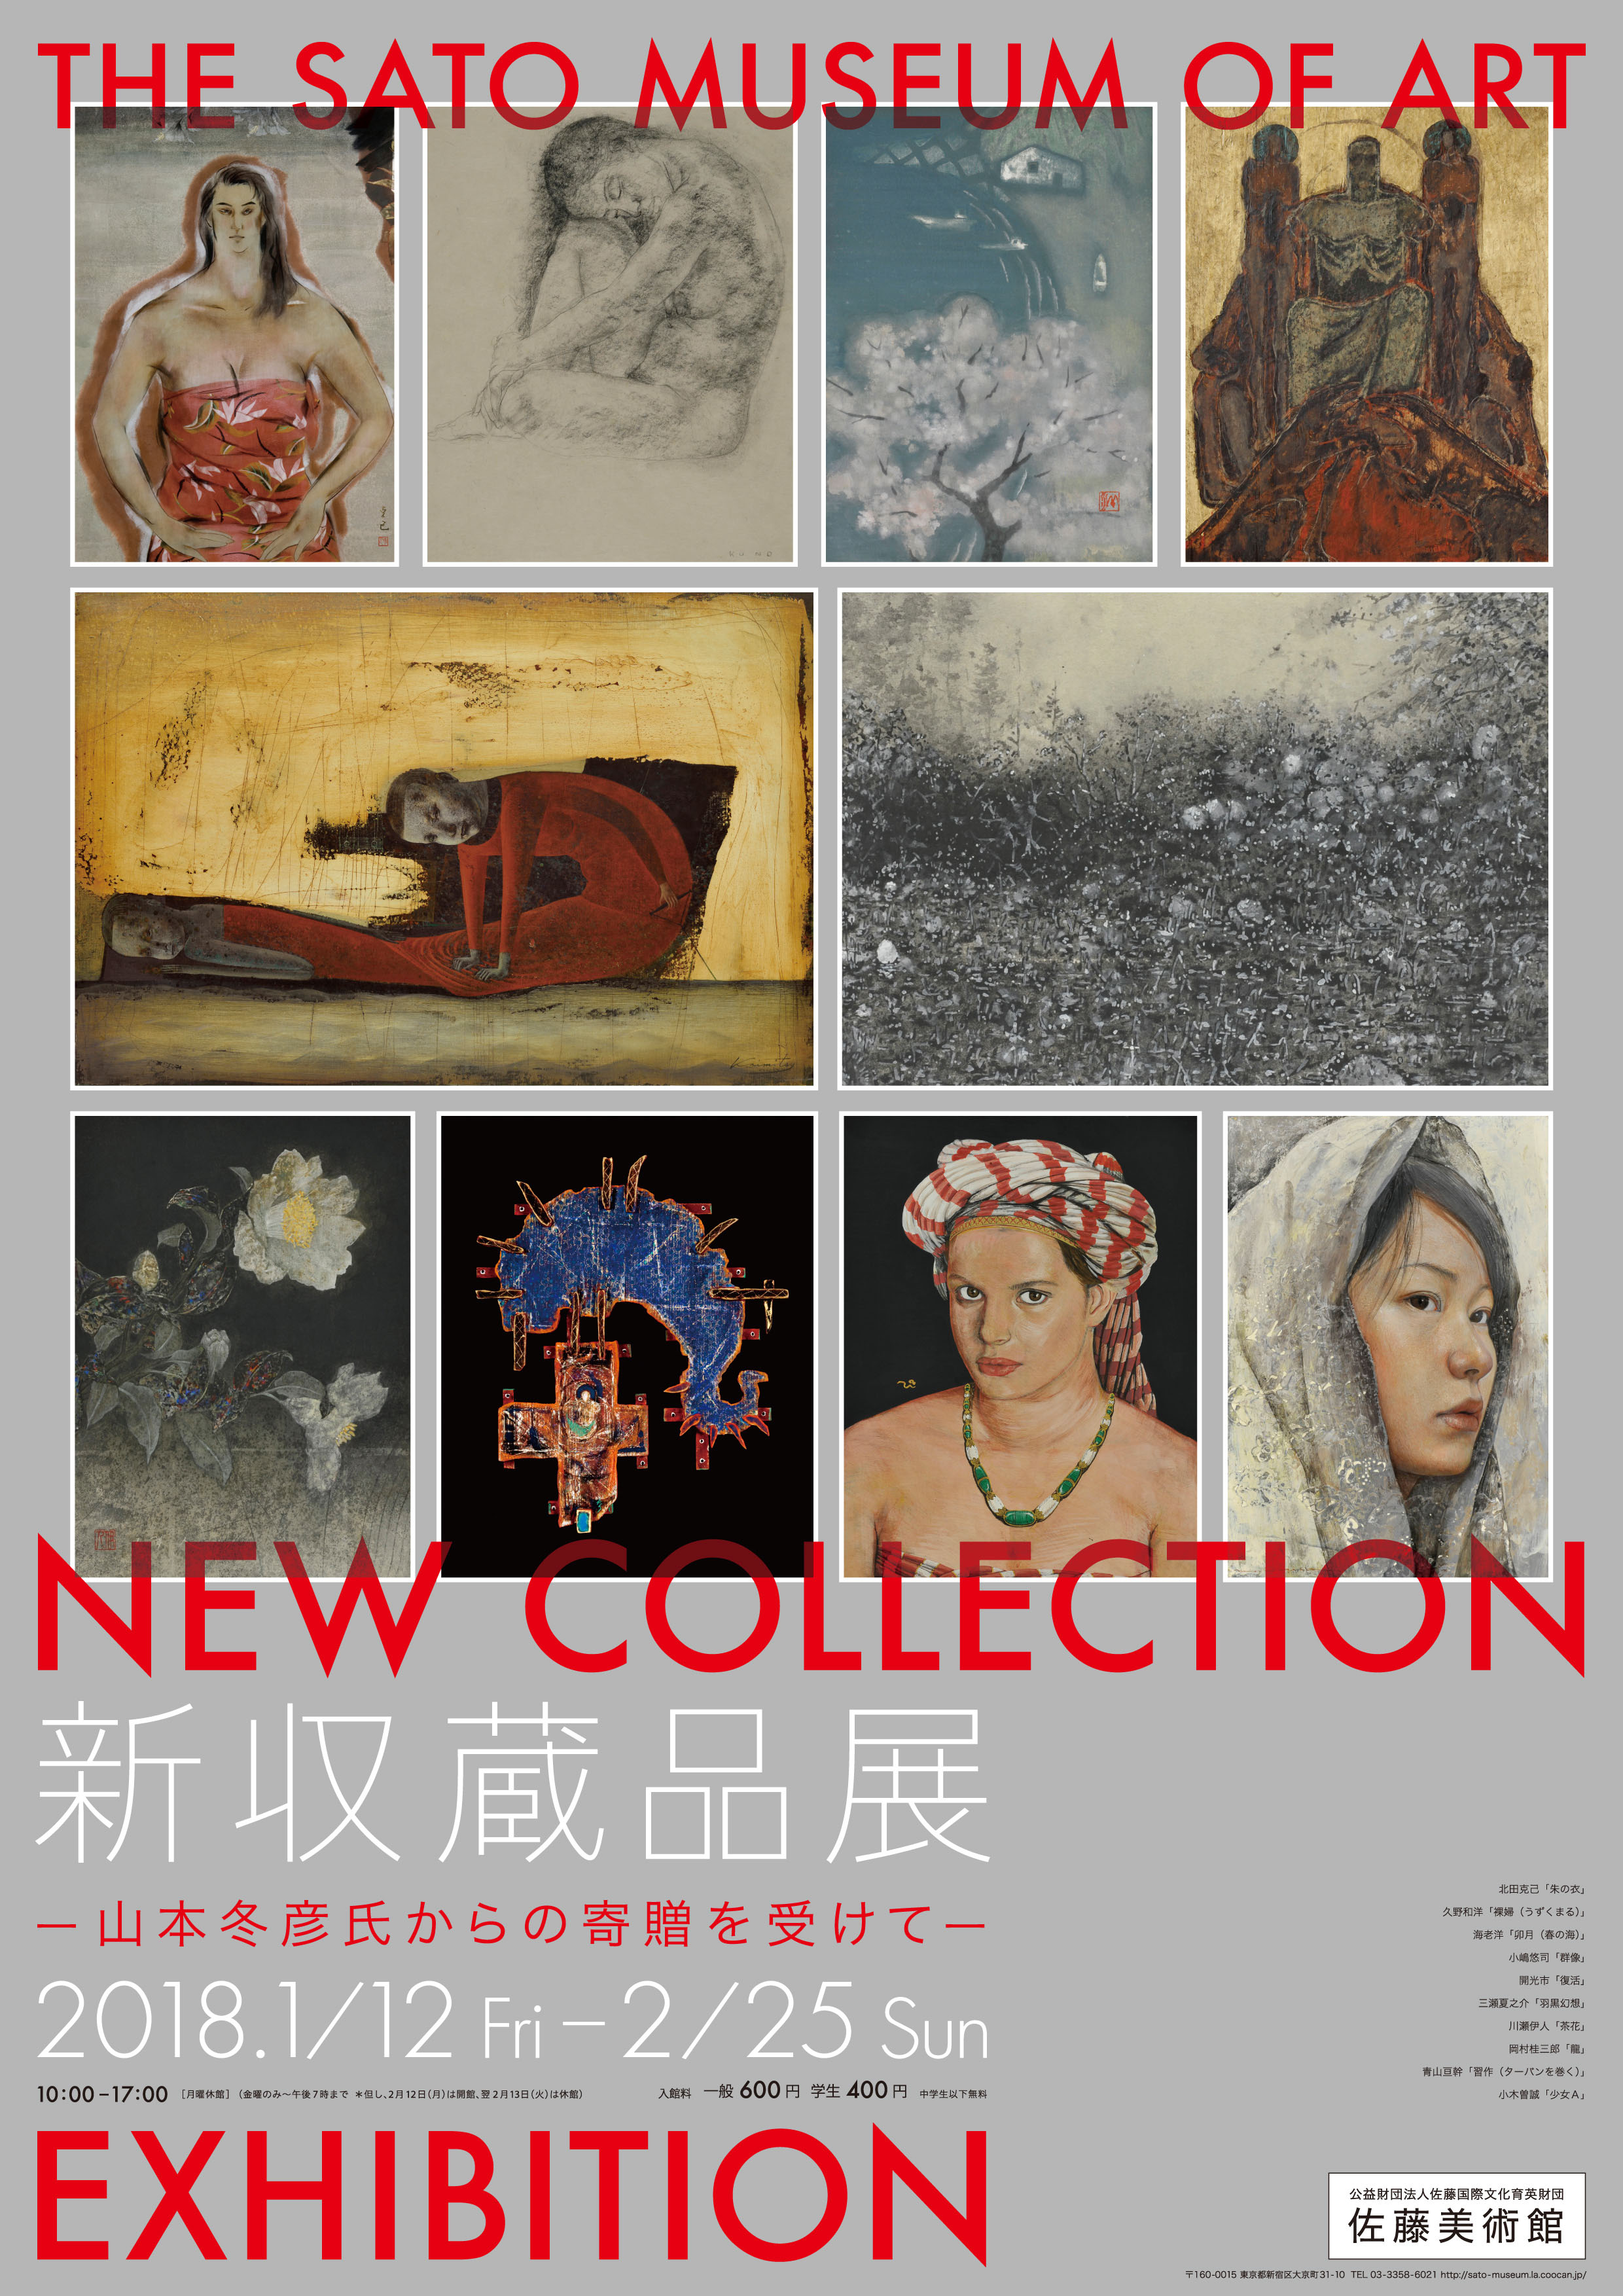 THE SATO MUSEUM OF ART
KUNO
NEW COLLECTION
新収蔵品展
—山本冬彦氏からの寄贈を受けて—
2018.1/12 Fri – 2/25 Sun
10:00–17:00 [月曜休館] (金曜のみ〜午後7時まで ＊但し、2月12日(月)は開館、翌2月13日(火)は休館)
入館料 一般 600円 学生 400円 中学生以下無料
EXHIBITION
北田克己「朱の衣」
久野和洋「裸婦（うずくまる）」
海老洋「卯月（春の海）」
小嶋悠司「群像」
開光市「復活」
三瀬夏之介「羽黒幻想」
川瀬伊人「茶花」
岡村桂三郎「龍」
青山亘幹「習作（ターバンを巻く）」
小木曽誠「少女A」
公益財団法人佐藤国際文化育英財団
佐藤美術館
〒160-0015 東京都新宿区大京町31-10 TEL 03-3358-6021 http://sato-museum.la.coocan.jp/